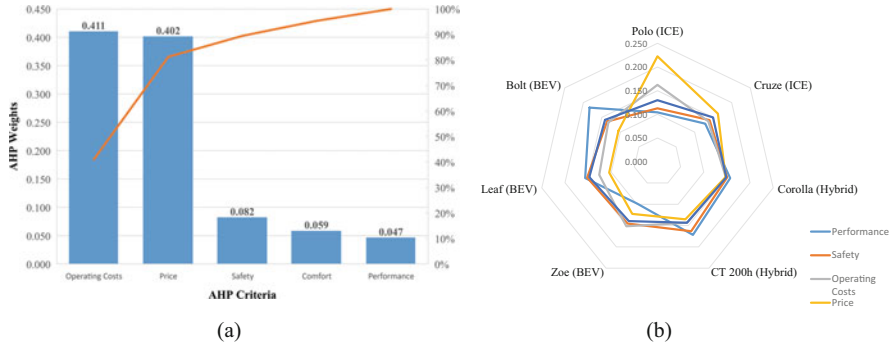 0.450
0.400
0.350
0.300
0.250
0.200
0.150
0.100
0.050
0.000
AHP Weights
0.411
0.402
0.082
0.059
0.047
100%
90%
80%
70%
60%
50%
40%
30%
20%
10%
0%
Operating Costs
Price
Safety
Comfort
Performance
AHP Criteria
(a)
Polo (ICE)
0.250
0.200
0.150
0.100
0.050
0.000
Cruze (ICE)
Corolla (Hybrid)
CT 200h (Hybrid)
Zoe (BEV)
Leaf (BEV)
Bolt (BEV)
Performance
Safety
Operating
Costs
Price
(b)